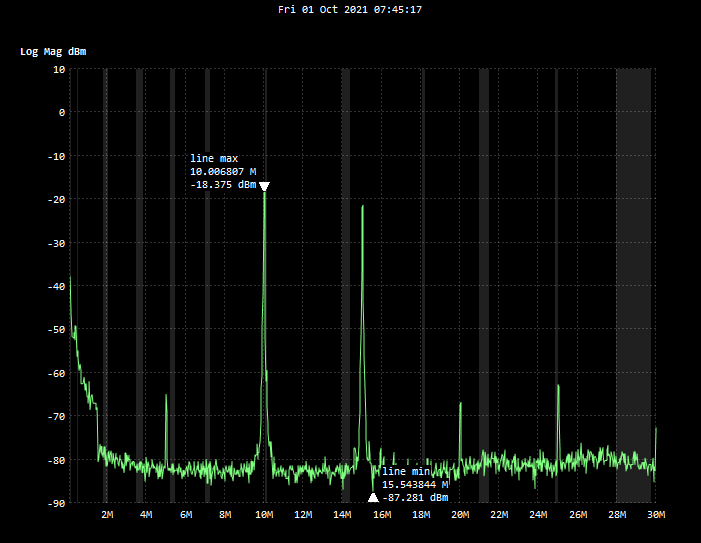 Fri 01 Oct 2021 07:45:17
Log Mag dBm
10
0
-10
line max
10.006807 M
-18.375 dBm
-20
-30
-40
-50
-60
-70
-80
line min
15.543844 M
-87.281 dBm
-90
2M 4M 6M 8M 10M 12M 14M 16M 18M 20M 22M 24M 26M 28M 30M